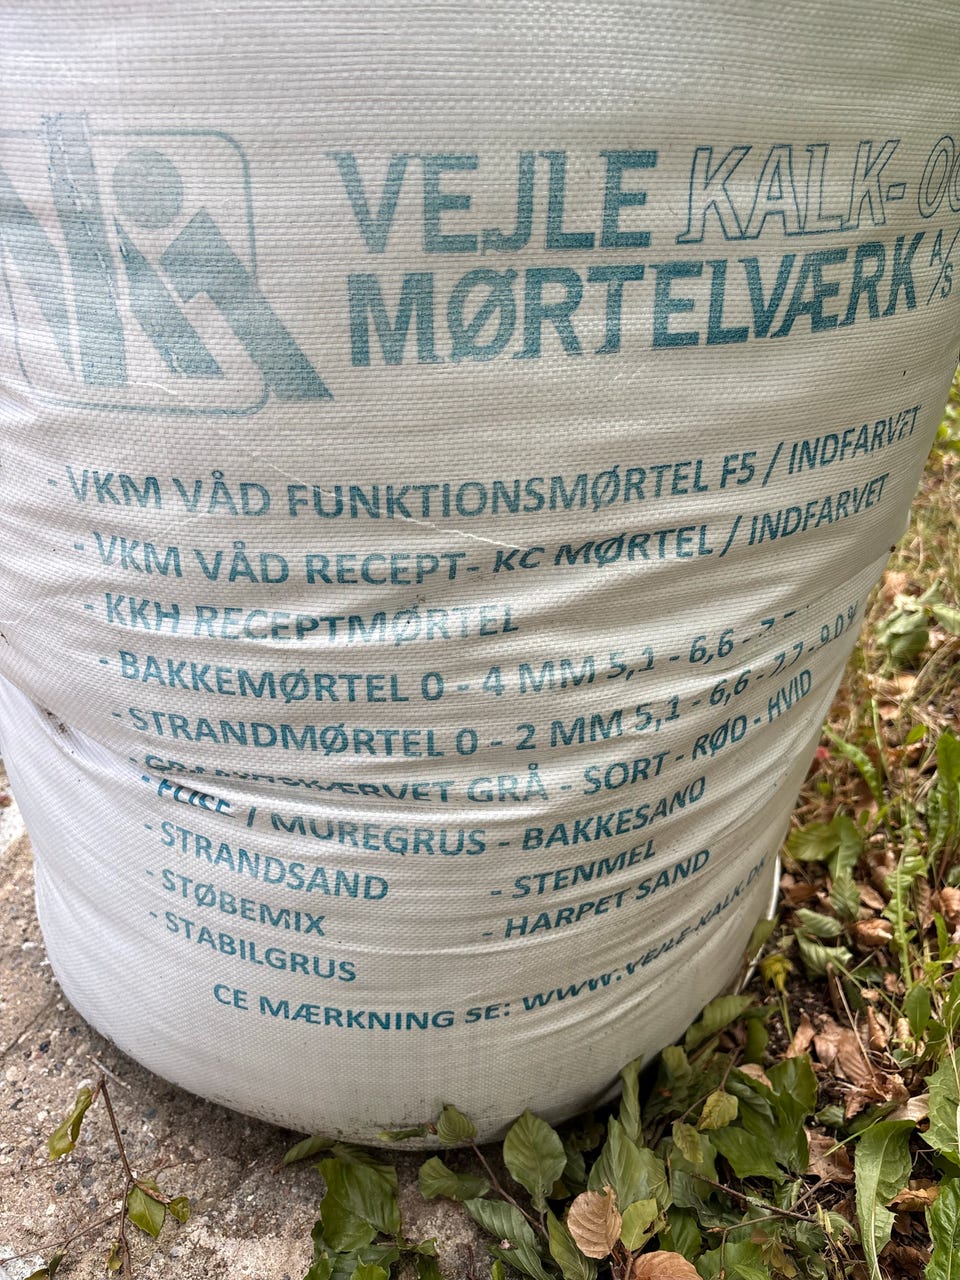 VEJLE KALK- OG
MØRTELVÆRK A/S
- VKM VÅD FUNKTIONSMØRTEL F5 / INDFARVET
- VKM VÅD RECEPT- KC MØRTEL / INDFARVET
- KKH RECEPTMØRTEL
- BAKKEMØRTEL 0 - 4 MM 5,1 - 6,6 -
- STRANDMØRTEL 0 - 2 MM 5,1 - 6,6 - 7,7 - 9,0 %
GRÅ - SORT - RØD - HVID
/ MUREGRUS - BAKKESAND
- STRANDSAND - STENMEL
- STØBEMIX - HARPET SAND
- STABILGRUS
CE MÆRKNING SE: WWW.VEJLE-KALK.DK